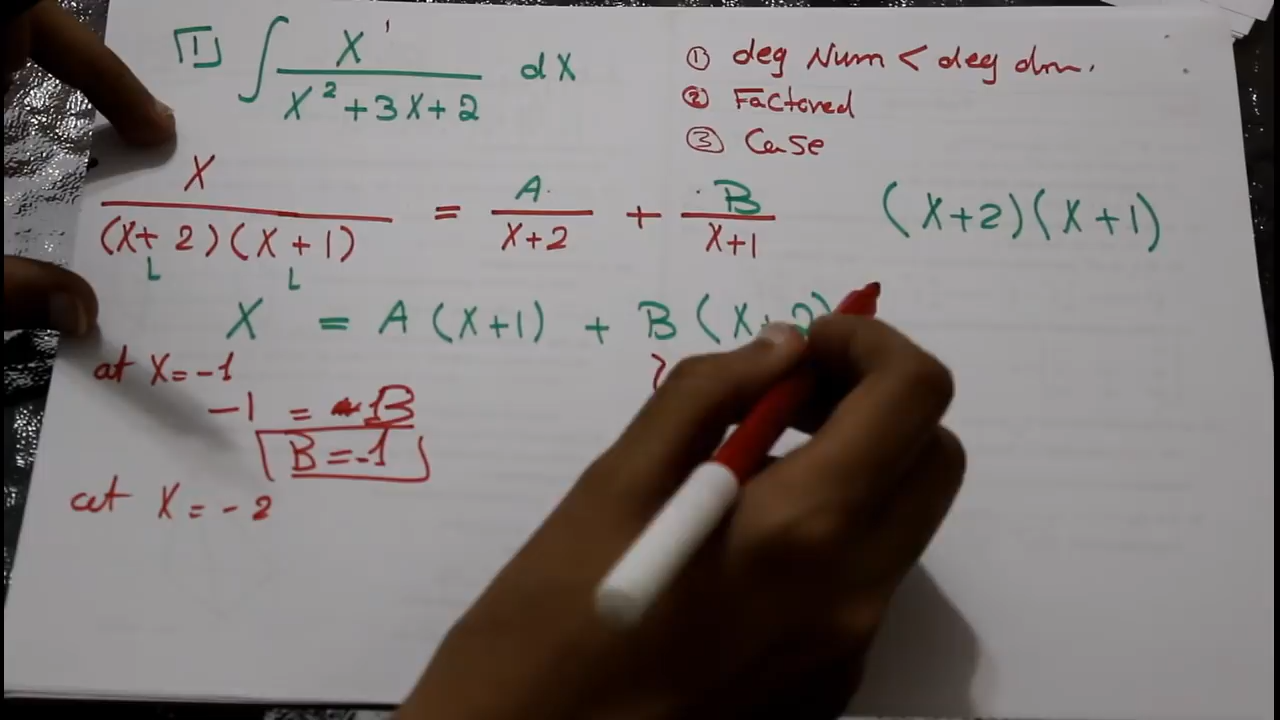 [1] ∫ X¹ / (X² + 3X + 2) dX
① deg Num < deg dm.
② Factored
③ Case
X / ((X + 2)(X + 1)) = A / (X+2) + B / (X+1)
(X+2)(X+1)
L L
X = A (X+1) + B (X+2)
at X = -1
-1 = B
B = -1
at X = -2